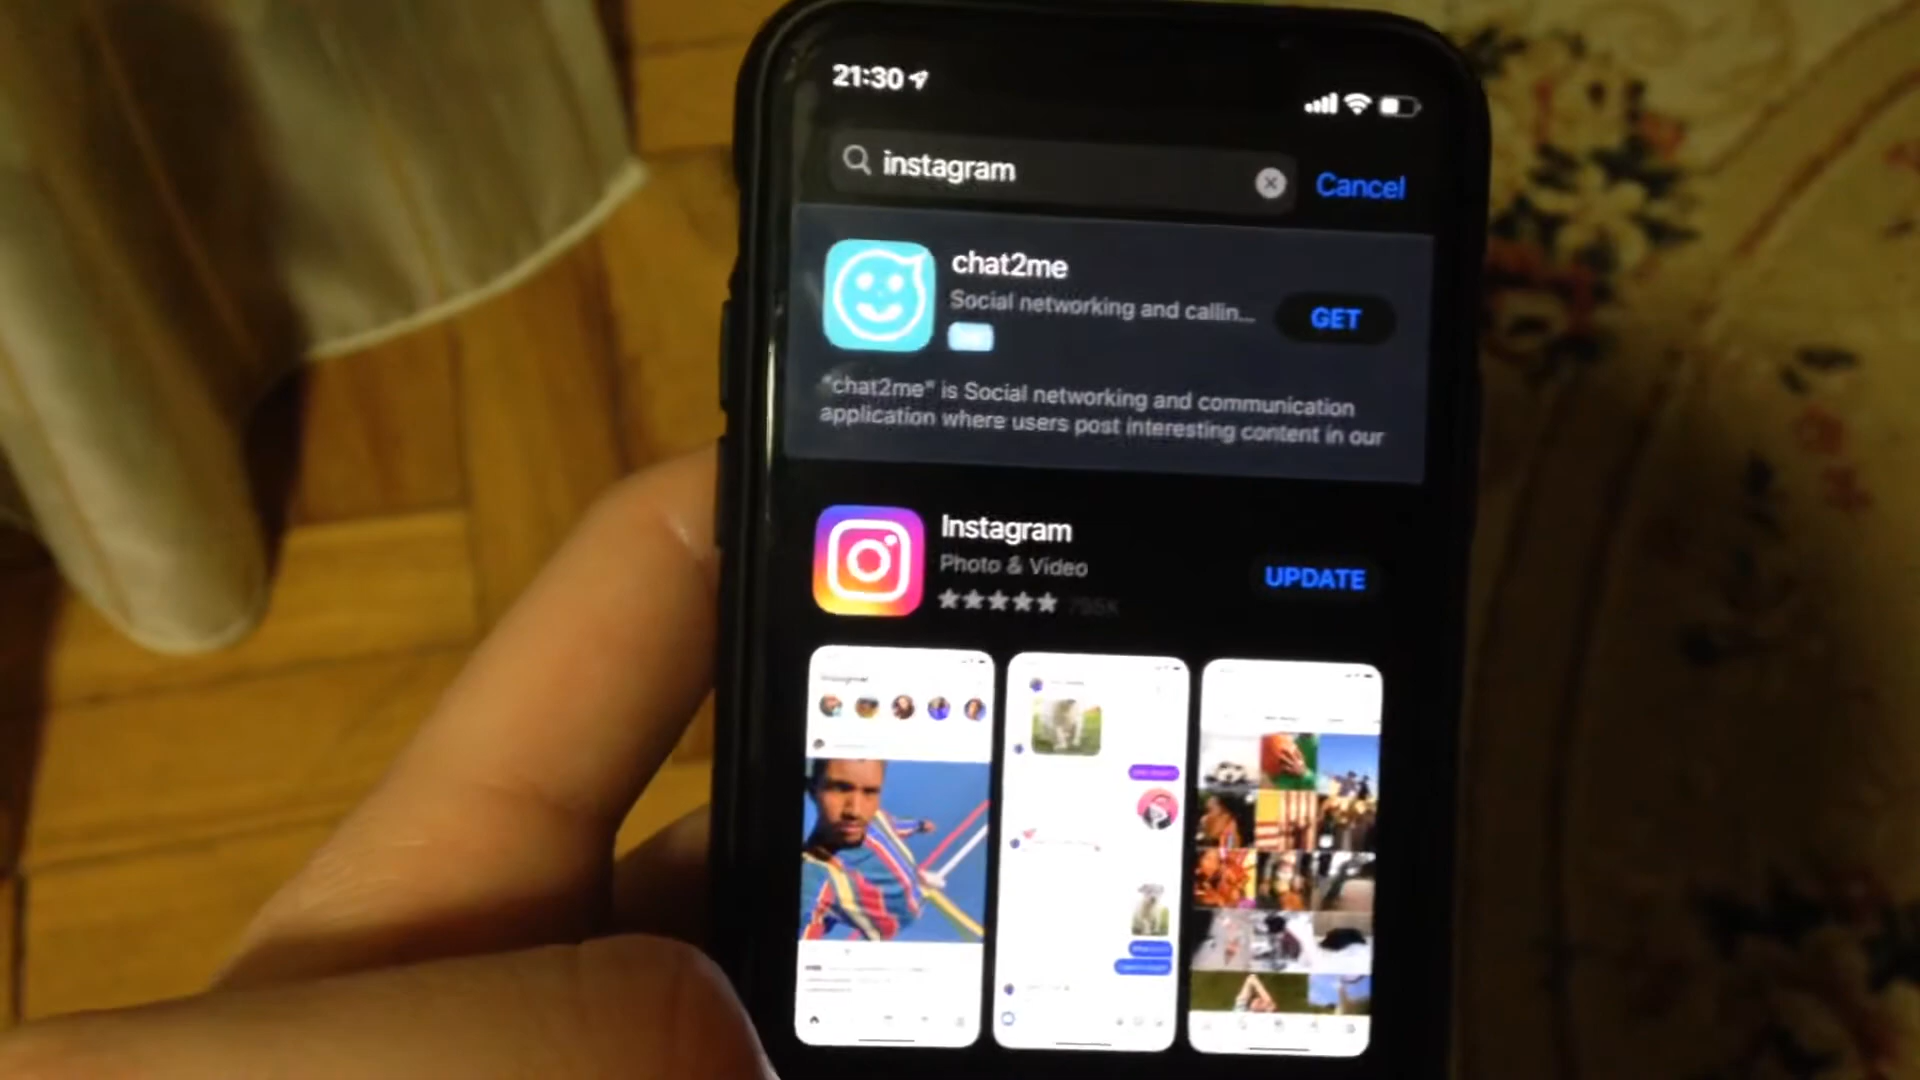 21:30
instagram
Cancel
chat2me
Social networking and callin...
GET
"chat2me" is Social networking and communication
application where users post interesting content in our
Instagram
Photo & Video
UPDATE
Instagram